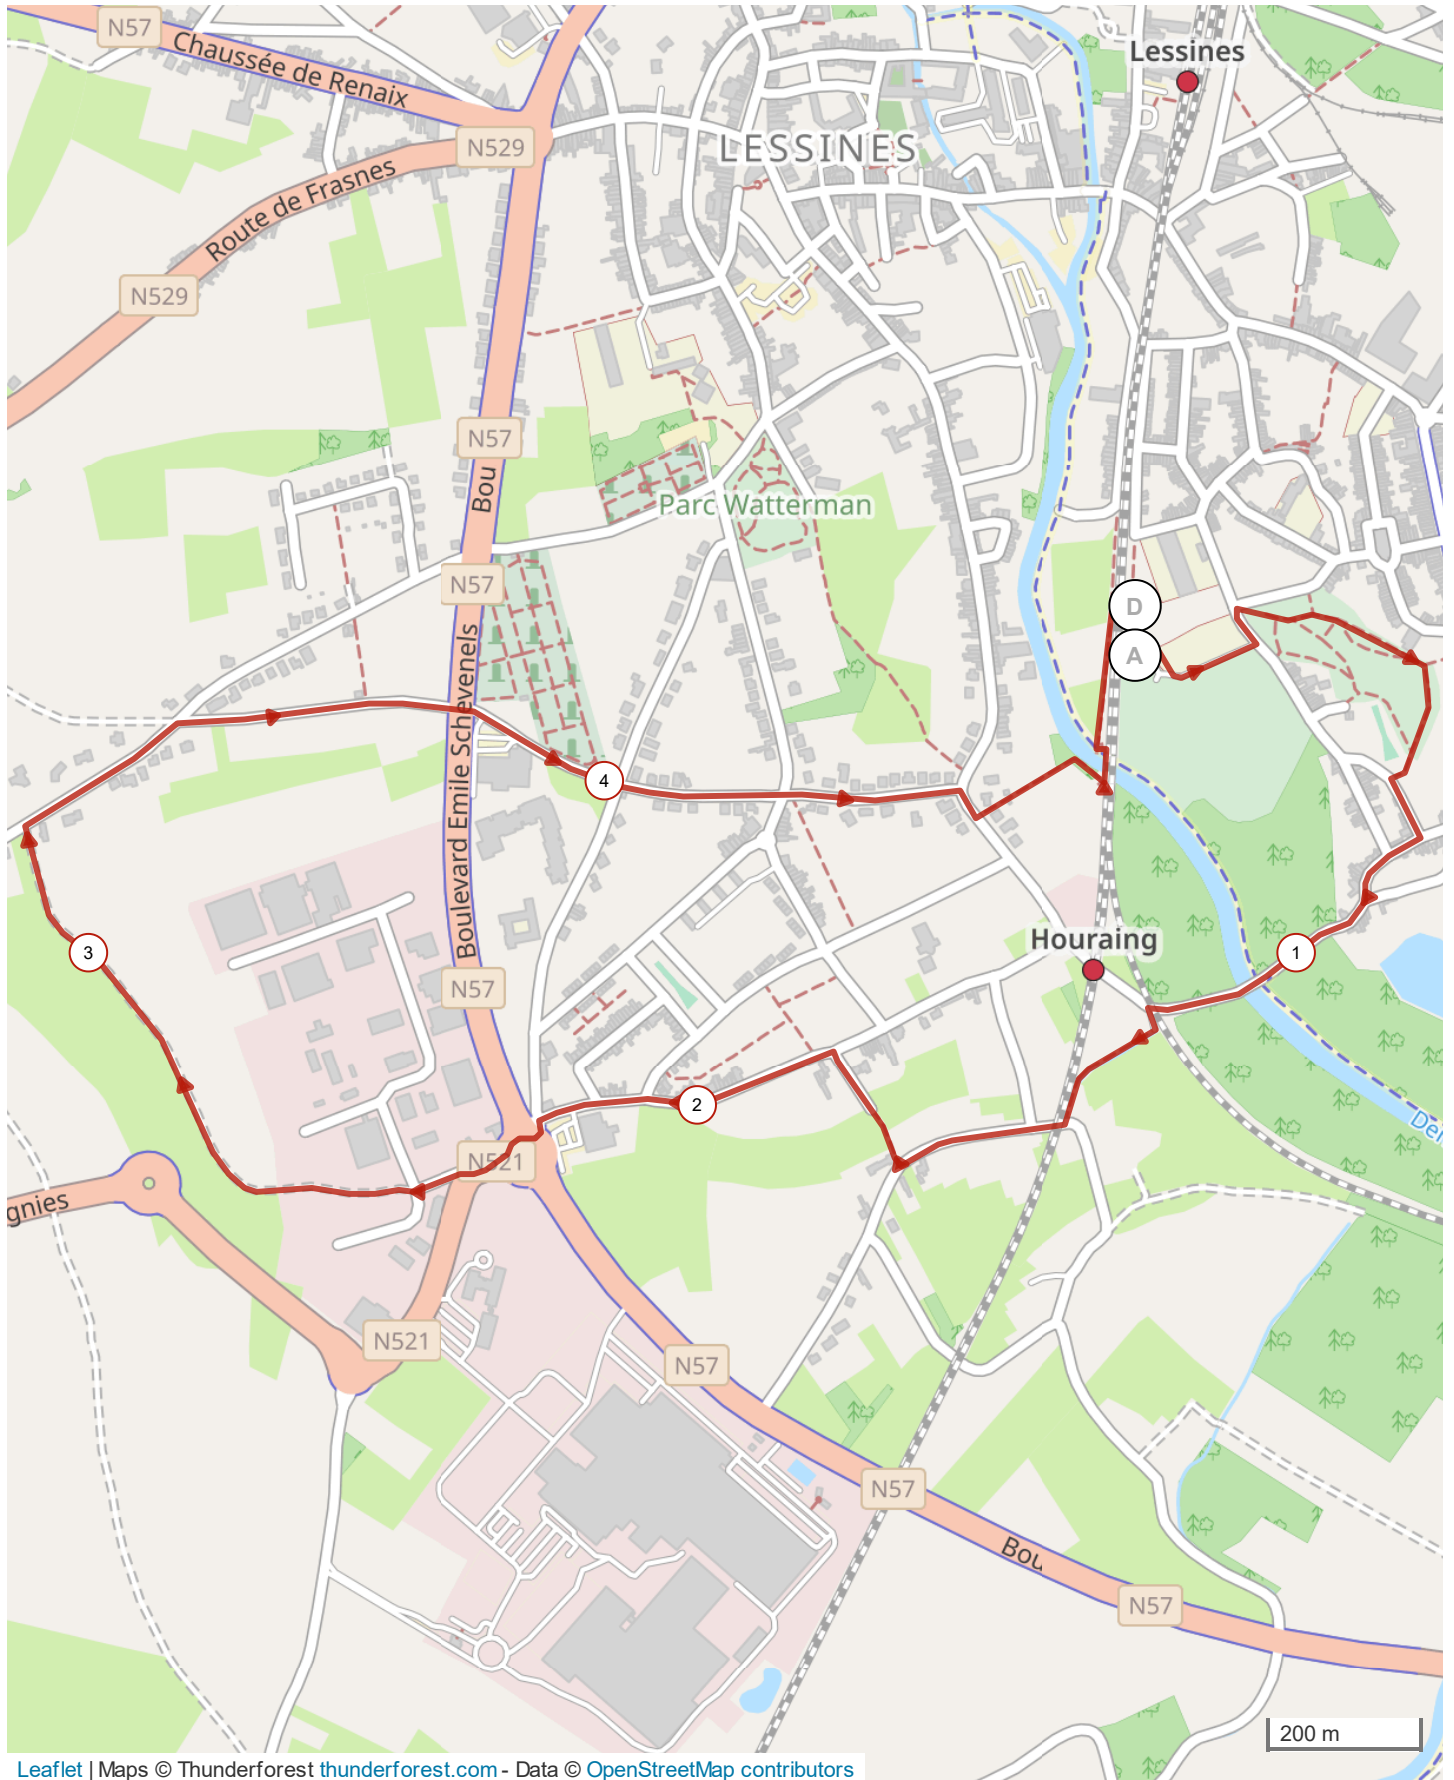 N57
Chaussée de Renaix
Lessines
N529
LESSINES
Route de Frasnes
N529
N57
Bou
Parc Watterman
N57
D
A
Boulevard Emile Schevenels
4
3
Houraing
1
N57
2
N521
gnies
N521
N57
N57
Bou
N57
200 m
Leaflet | Maps © Thunderforest thunderforest.com - Data © OpenStreetMap contributors